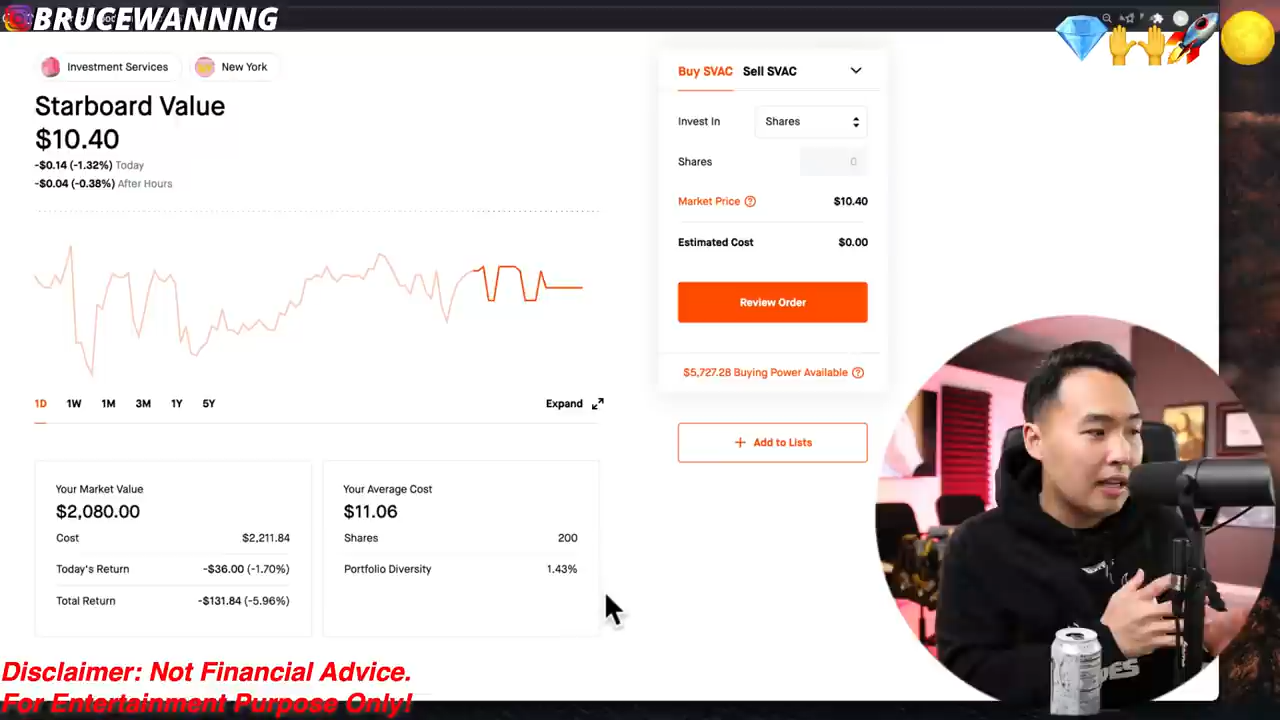 BRUCEWANNNG
Investment Services
New York
Starboard Value
$10.40
-$0.14 (-1.32%) Today
-$0.04 (-0.38%) After Hours
1D 1W 1M 3M 1Y 5Y
Expand
Your Market Value
$2,080.00
Cost $2,211.84
Today's Return -$36.00 (-1.70%)
Total Return -$131.84 (-5.96%)
Your Average Cost
$11.06
Shares 200
Portfolio Diversity 1.43%
Buy SVAC Sell SVAC
Invest In Shares
Shares 0
Market Price $10.40
Estimated Cost $0.00
Review Order
$5,727.28 Buying Power Available
+ Add to Lists
Disclaimer: Not Financial Advice.
For Entertainment Purpose Only!